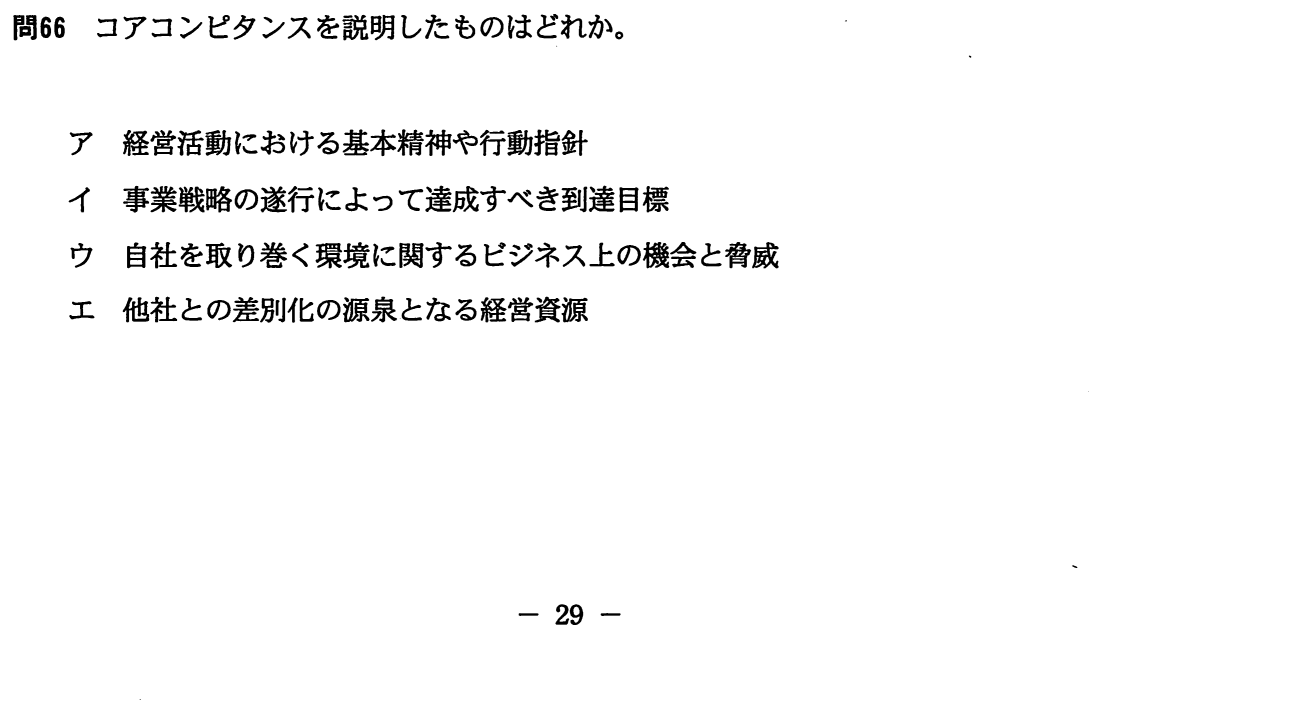 問66 コアコンピタンスを説明したものはどれか。
ア 経営活動における基本精神や行動指針
イ 事業戦略の遂行によって達成すべき到達目標
ウ 自社を取り巻く環境に関するビジネス上の機会と脅威
エ 他社との差別化の源泉となる経営資源
－ 29 －